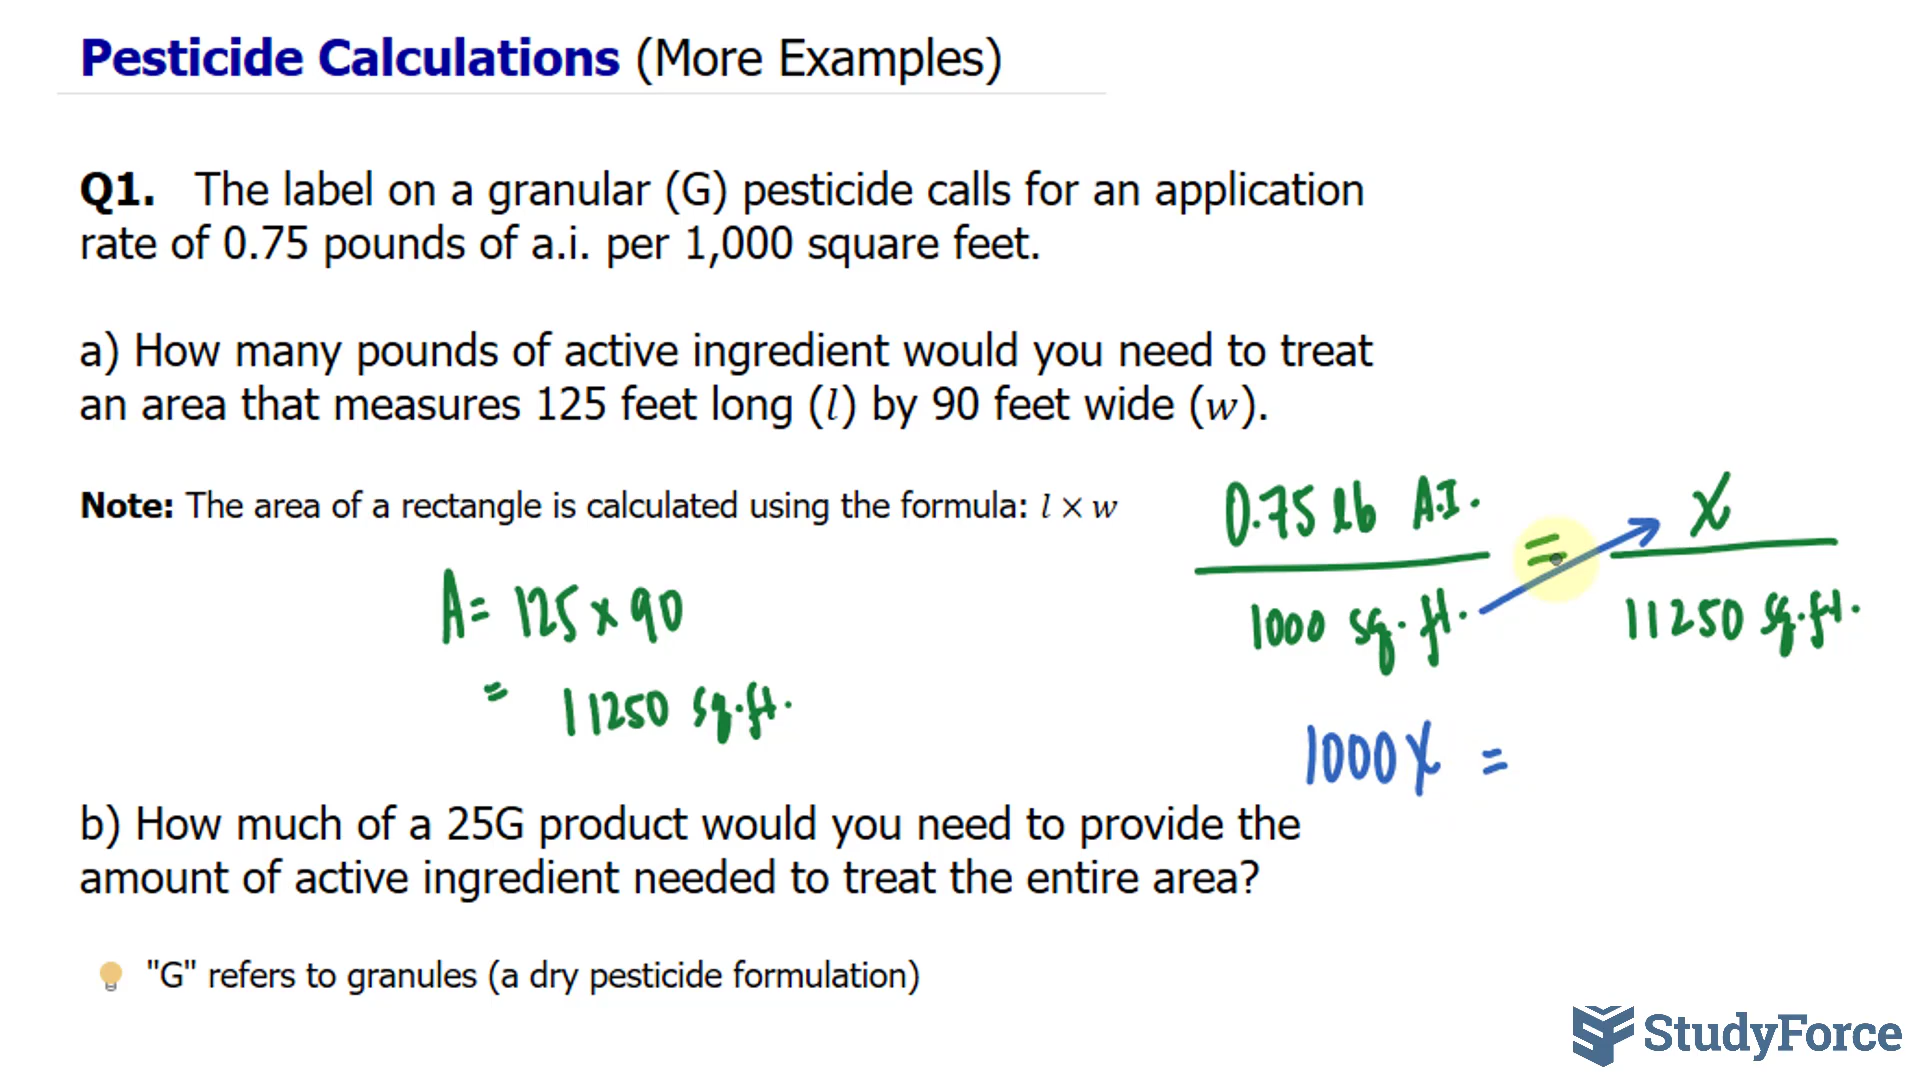 Pesticide Calculations (More Examples)
Q1. The label on a granular (G) pesticide calls for an application
rate of 0.75 pounds of a.i. per 1,000 square feet.
a) How many pounds of active ingredient would you need to treat
an area that measures 125 feet long (l) by 90 feet wide (w).
Note: The area of a rectangle is calculated using the formula: l × w
0.75 lb A.I. = x
1000 sq.ft. 11250 sq.ft.
A = 125 x 90
= 11250 sq.ft.
1000x =
b) How much of a 25G product would you need to provide the
amount of active ingredient needed to treat the entire area?
"G" refers to granules (a dry pesticide formulation)
StudyForce